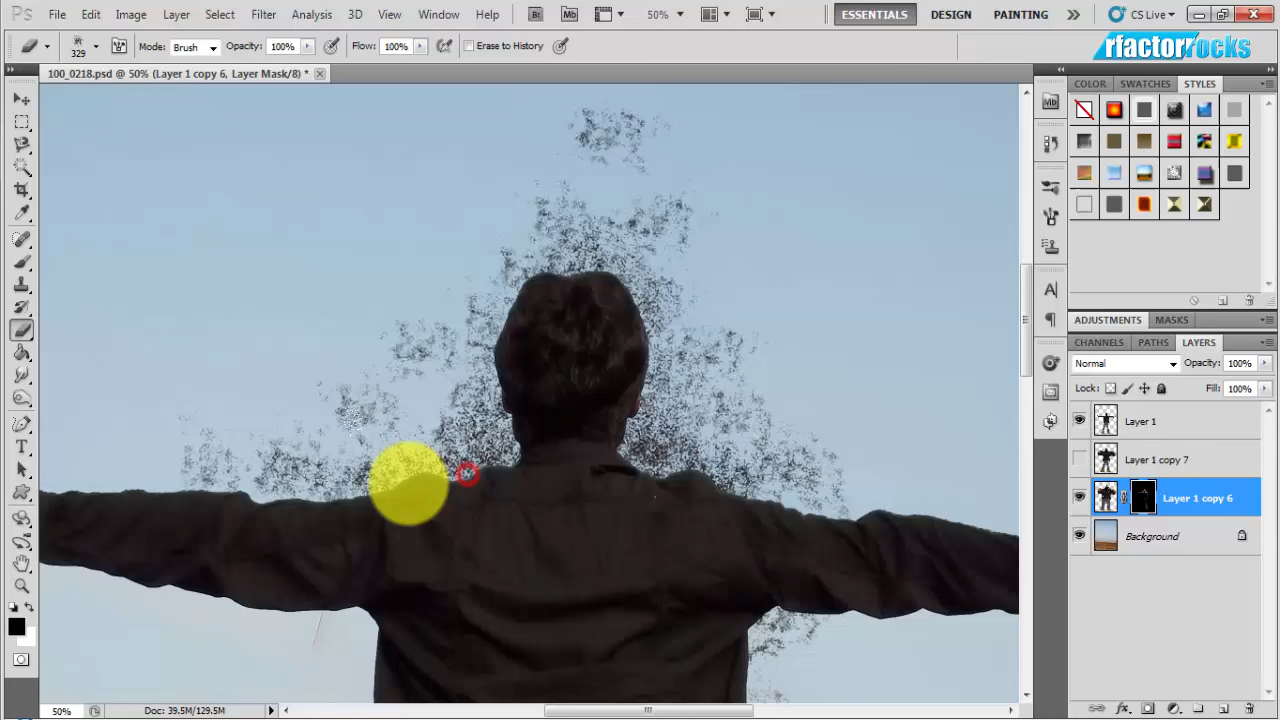 Ps File Edit Image Layer Select Filter Analysis 3D View Window Help Br Mb 50% ESSENTIALS DESIGN PAINTING CS Live
329 Mode: Brush Opacity: 100% Flow: 100% Erase to History
rfactorrocks
100_0218.psd @ 50% (Layer 1 copy 6, Layer Mask/8) *
Mb
COLOR SWATCHES STYLES
ADJUSTMENTS MASKS
CHANNELS PATHS LAYERS
Normal Opacity: 100%
Lock: Fill: 100%
Layer 1
Layer 1 copy 7
Layer 1 copy 6
Background
50% Doc: 39.5M/129.5M